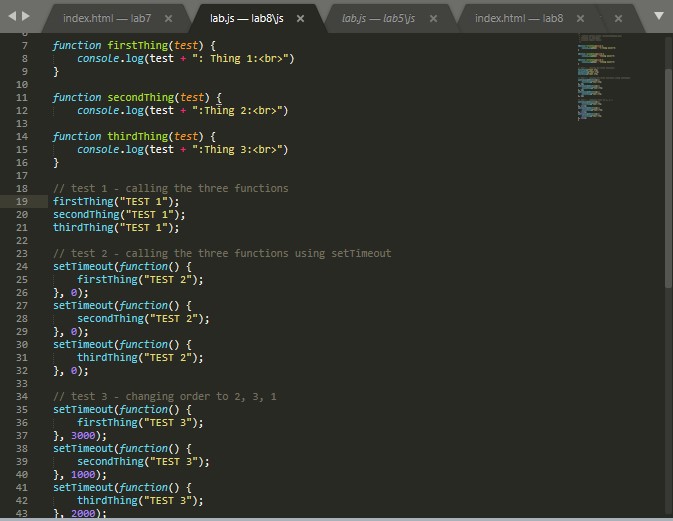 index.html — lab7 ×
lab.js — lab8\js ×
lab.js — lab5\js ×
index.html — lab8 ×
×
6
7 function firstThing(test) {
8 console.log(test + ": Thing 1:<br>")
9 }
10
11 function secondThing(test) {
12 console.log(test + ":Thing 2:<br>")
13
14 function thirdThing(test) {
15 console.log(test + ":Thing 3:<br>")
16 }
17
18 // test 1 - calling the three functions
19 firstThing("TEST 1");
20 secondThing("TEST 1");
21 thirdThing("TEST 1");
22
23 // test 2 - calling the three functions using setTimeout
24 setTimeout(function() {
25 firstThing("TEST 2");
26 }, 0);
27 setTimeout(function() {
28 secondThing("TEST 2");
29 }, 0);
30 setTimeout(function() {
31 thirdThing("TEST 2");
32 }, 0);
33
34 // test 3 - changing order to 2, 3, 1
35 setTimeout(function() {
36 firstThing("TEST 3");
37 }, 3000);
38 setTimeout(function() {
39 secondThing("TEST 3");
40 }, 1000);
41 setTimeout(function() {
42 thirdThing("TEST 3");
43 }, 2000);